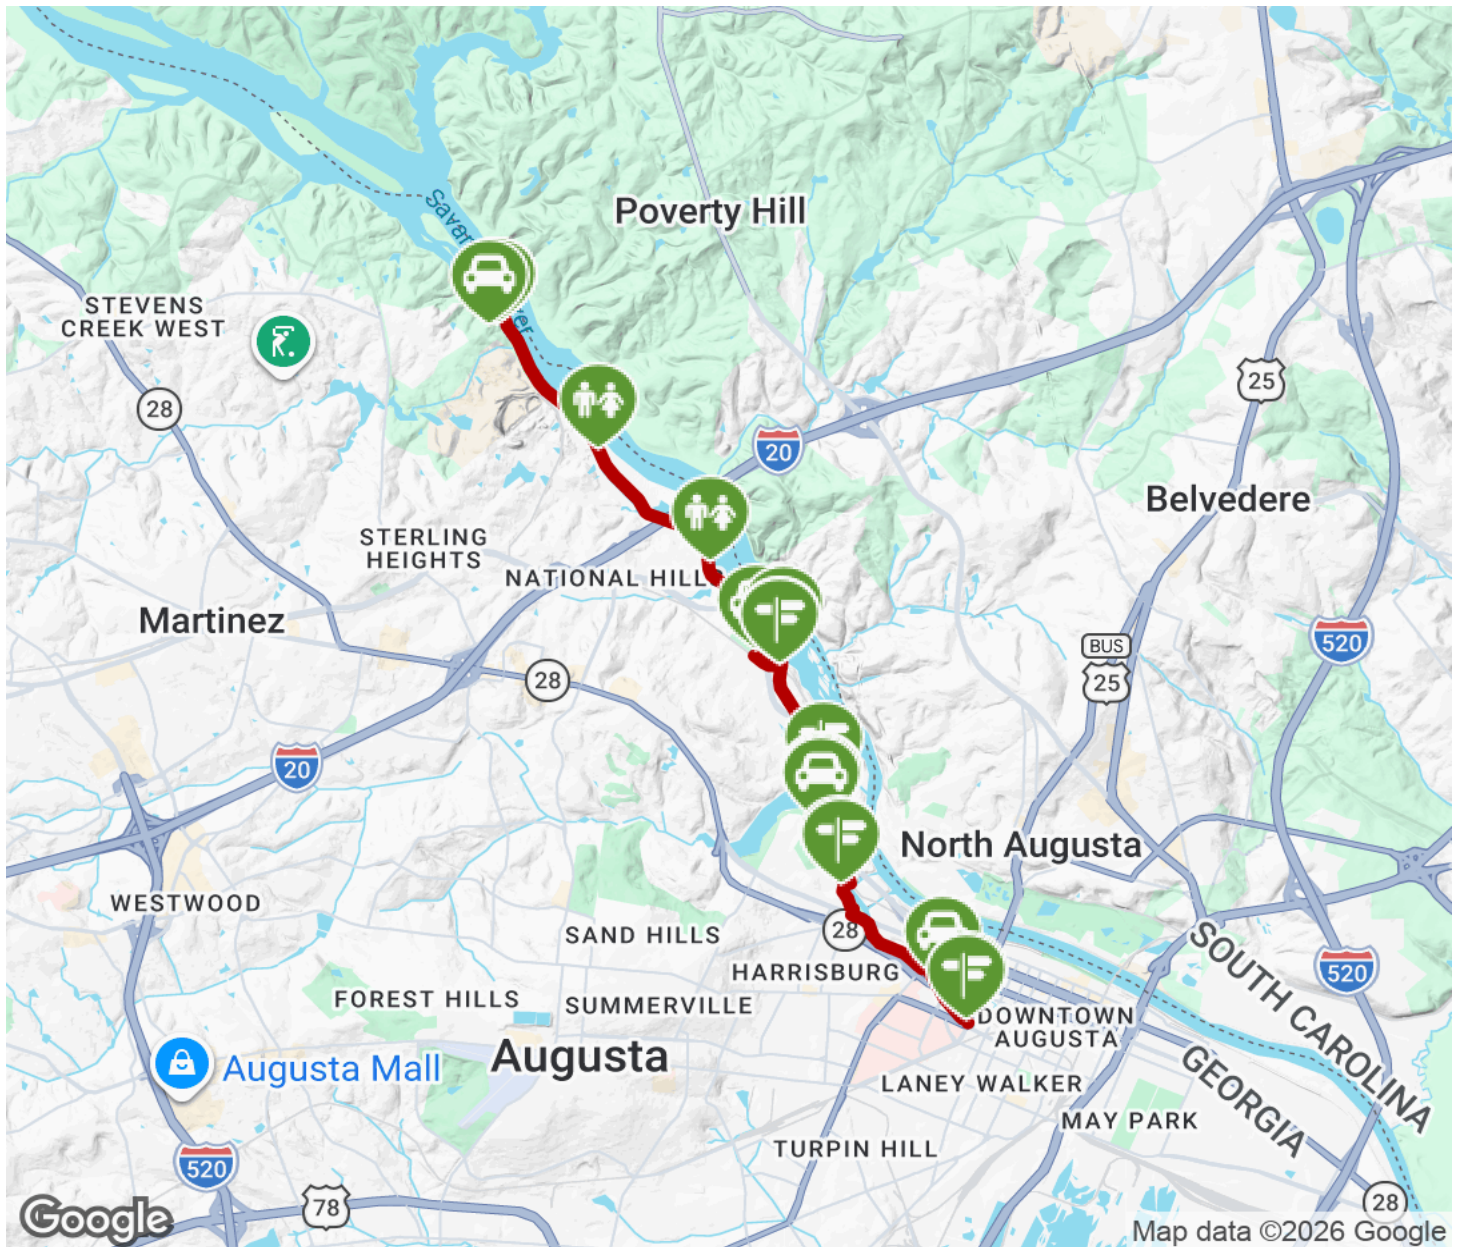 Poverty Hill
Savan
er
STEVENS
CREEK WEST
28
25
20
Belvedere
STERLING
HEIGHTS
NATIONAL HILL
Martinez
520
BUS
25
28
20
North Augusta
WESTWOOD
28
SAND HILLS
HARRISBURG
SOUTH CAROLINA
520
FOREST HILLS
SUMMERVILLE
DOWNTOWN
AUGUSTA
Augusta
Augusta Mall
LANEY WALKER
GEORGIA
MAY PARK
TURPIN HILL
520
78
28
Google
Map data ©2026 Google